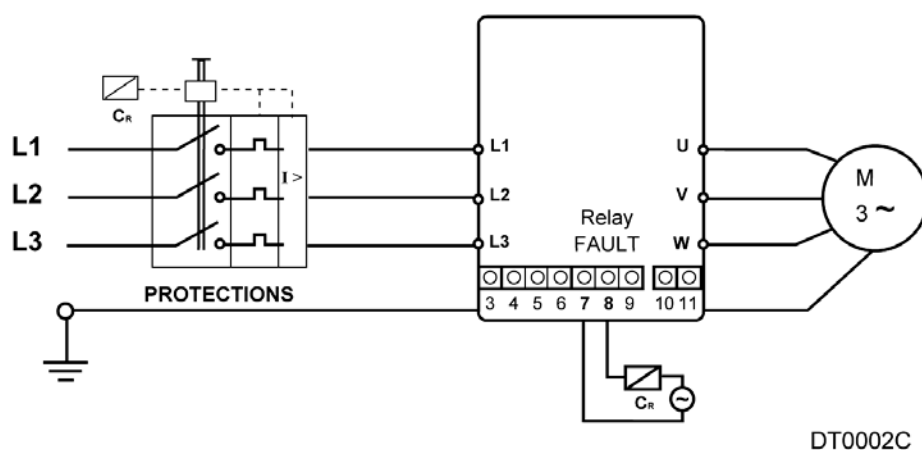 CR
L1 L1 U
I >
L2 L2 V
M
3 ~
Relay
FAULT
L3 L3 W
PROTECTIONS
3 4 5 6 7 8 9 10 11
CR
~
DT0002C